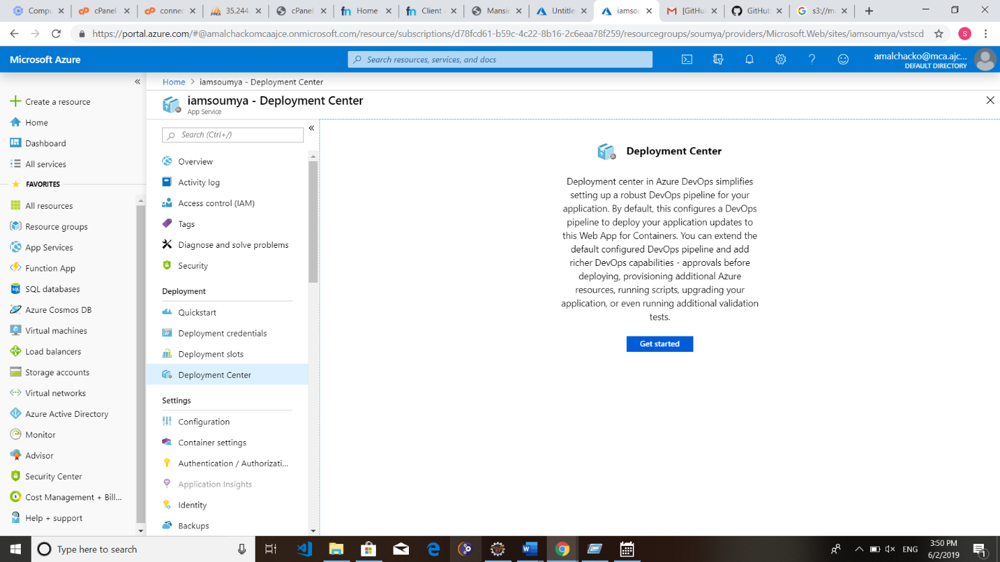 Compu
cPanel
connec
35.244
cPanel
Home
Client
Mansic
Untitle
iamsou
[GitHu
GitHub
s3://m
https://portal.azure.com/#@amalchackomcaajce.onmicrosoft.com/resource/subscriptions/d78fcd61-b59c-4c22-8b16-2c6eaa78f259/resourcegroups/soumya/providers/Microsoft.Web/sites/iamsoumya/vstscd
S
Microsoft Azure
Search resources, services, and docs
amalchacko@mca.ajc...
DEFAULT DIRECTORY
Home > iamsoumya - Deployment Center
iamsoumya - Deployment Center
App Service
Create a resource
Home
Dashboard
All services
FAVORITES
All resources
Resource groups
App Services
Function App
SQL databases
Azure Cosmos DB
Virtual machines
Load balancers
Storage accounts
Virtual networks
Azure Active Directory
Monitor
Advisor
Security Center
Cost Management + Bill...
Help + support
Search (Ctrl+/)
Overview
Activity log
Access control (IAM)
Tags
Diagnose and solve problems
Security
Deployment
Quickstart
Deployment credentials
Deployment slots
Deployment Center
Settings
Configuration
Container settings
Authentication / Authorizati...
Application Insights
Identity
Backups
Deployment Center
Deployment center in Azure DevOps simplifies
setting up a robust DevOps pipeline for your
application. By default, this configures a DevOps
pipeline to deploy your application updates to
this Web App for Containers. You can extend the
default configured DevOps pipeline and add
richer DevOps capabilities - approvals before
deploying, provisioning additional Azure
resources, running scripts, upgrading your
application, or even running additional validation
tests.
Get started
Type here to search
ENG
3:50 PM
6/2/2019
1